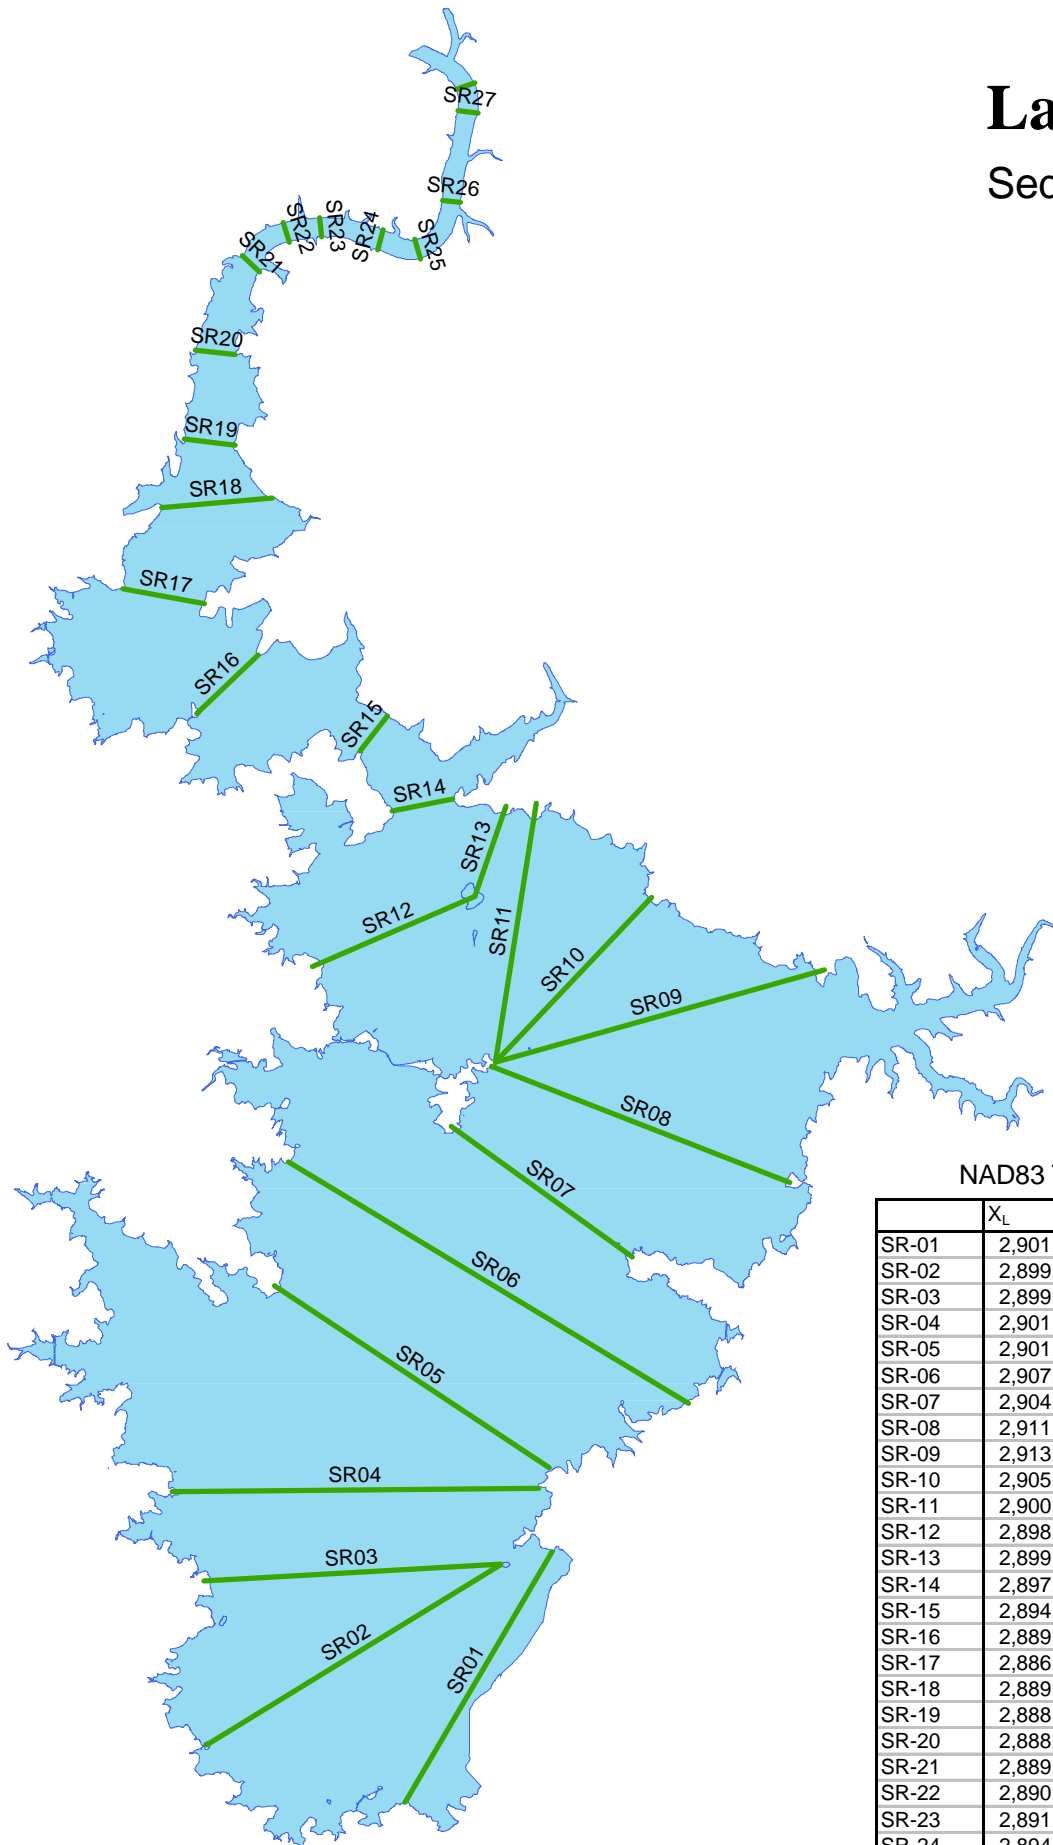 La
Sec
SR27
SR26
SR25
SR24
SR23
SR22
SR21
SR20
SR19
SR18
SR17
SR16
SR15
SR14
SR13
SR12
SR11
SR10
SR09
SR08
SR07
SR06
SR05
SR04
SR03
SR02
SR01
NAD83
X_L
SR-01 2,901
SR-02 2,899
SR-03 2,899
SR-04 2,901
SR-05 2,901
SR-06 2,907
SR-07 2,904
SR-08 2,911
SR-09 2,913
SR-10 2,905
SR-11 2,900
SR-12 2,898
SR-13 2,899
SR-14 2,897
SR-15 2,894
SR-16 2,889
SR-17 2,886
SR-18 2,889
SR-19 2,888
SR-20 2,888
SR-21 2,889
SR-22 2,890
SR-23 2,891
SR-24 2,894